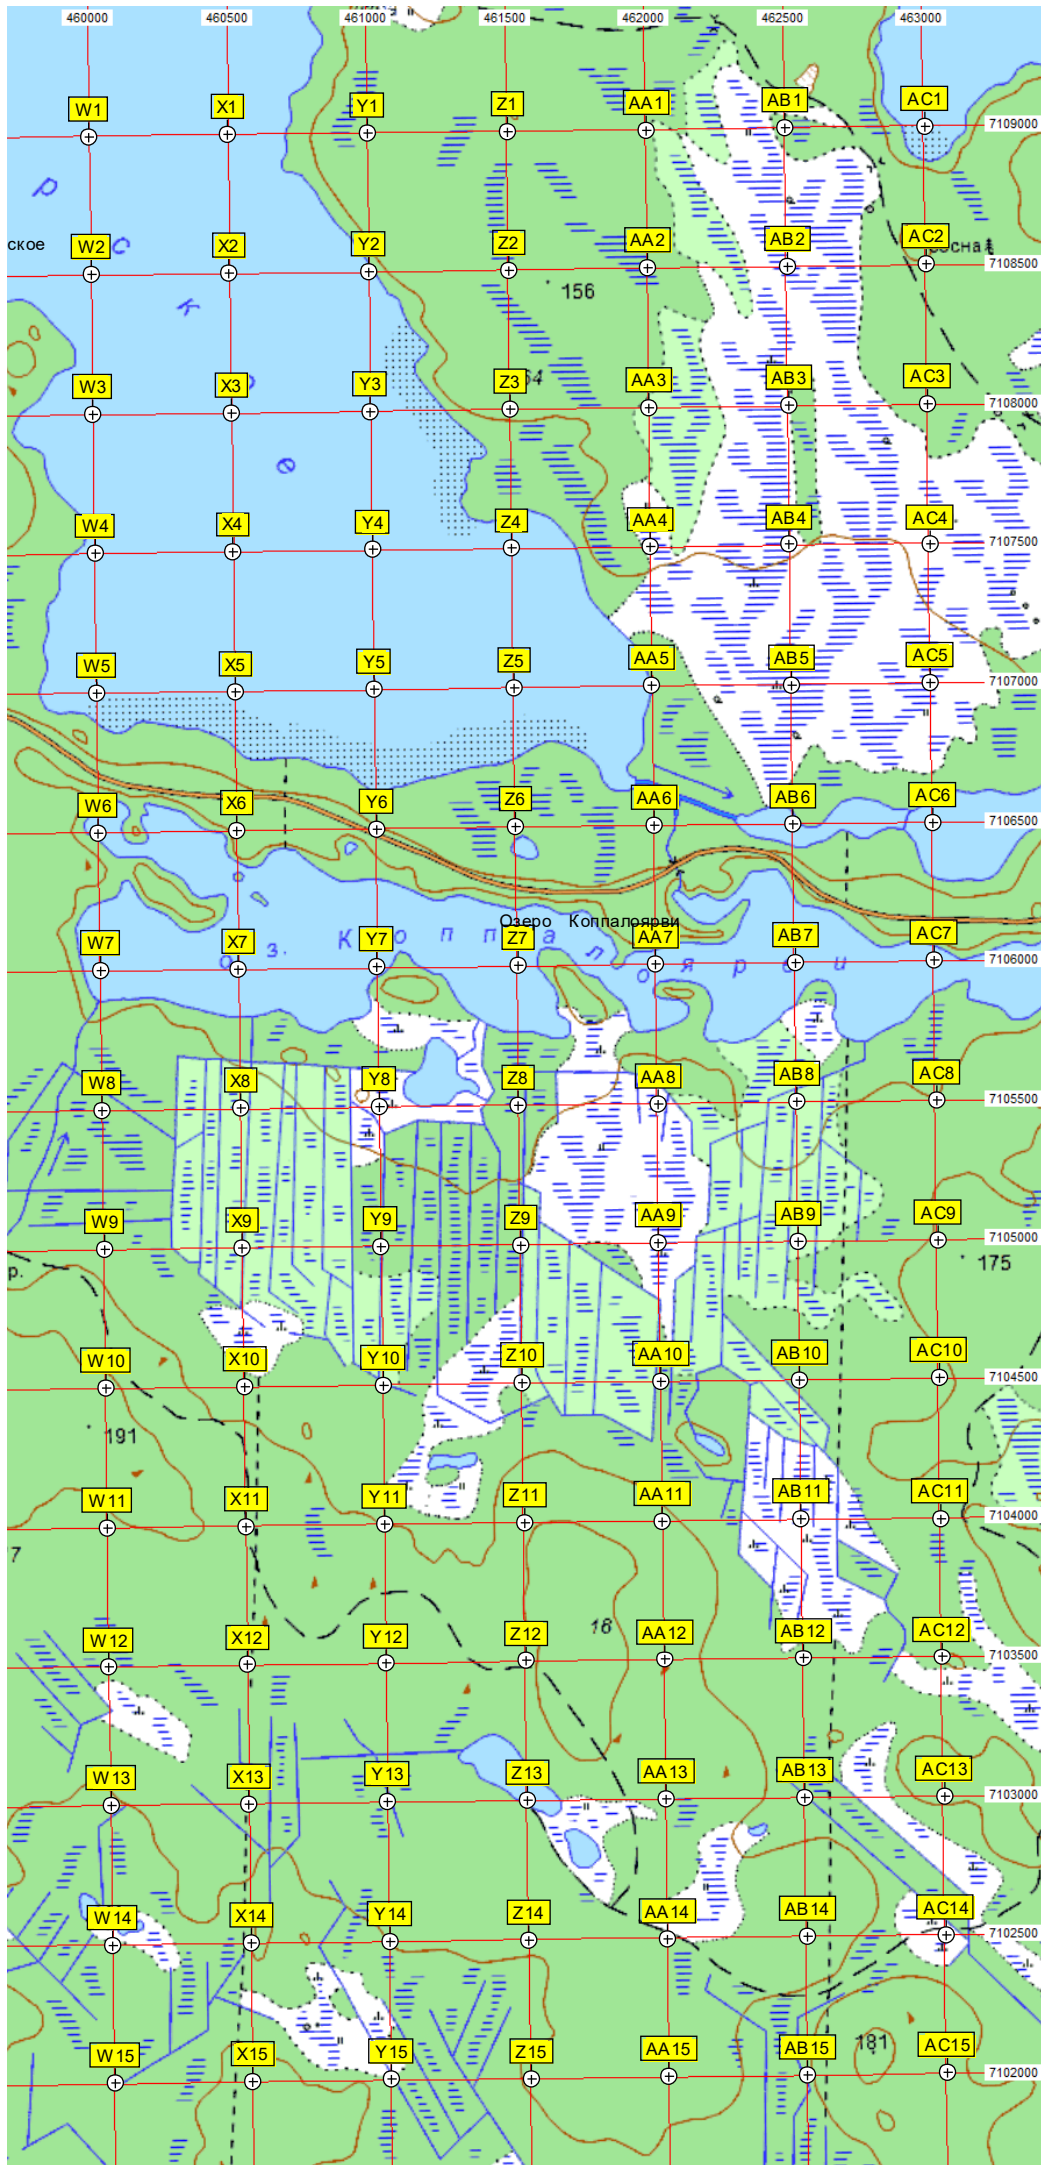 460000 460500 461000 461500 462000 462500 463000
W1 X1 Y1 Z1 AA1 AB1 AC1
7109000
р
с
ское
W2 X2 Y2 Z2 AA2 AB2 AC2
7108500
156
к
W3 X3 Y3 Z3 AA3 AB3 AC3
7108000
о
64
е
W4 X4 Y4 Z4 AA4 AB4 AC4
7107500
W5 X5 Y5 Z5 AA5 AB5 AC5
7107000
W6 X6 Y6 Z6 AA6 AB6 AC6
7106500
Озеро Коппалоярви
оз. Коппалоярви
W7 X7 Y7 Z7 AA7 AB7 AC7
7106000
W8 X8 Y8 Z8 AA8 AB8 AC8
7105500
W9 X9 Y9 Z9 AA9 AB9 AC9
7105000
р.
175
W10 X10 Y10 Z10 AA10 AB10 AC10
7104500
191
W11 X11 Y11 Z11 AA11 AB11 AC11
7104000
7
W12 X12 Y12 Z12 AA12 AB12 AC12
7103500
W13 X13 Y13 Z13 AA13 AB13 AC13
7103000
W14 X14 Y14 Z14 AA14 AB14 AC14
7102500
181
W15 X15 Y15 Z15 AA15 AB15 AC15
7102000